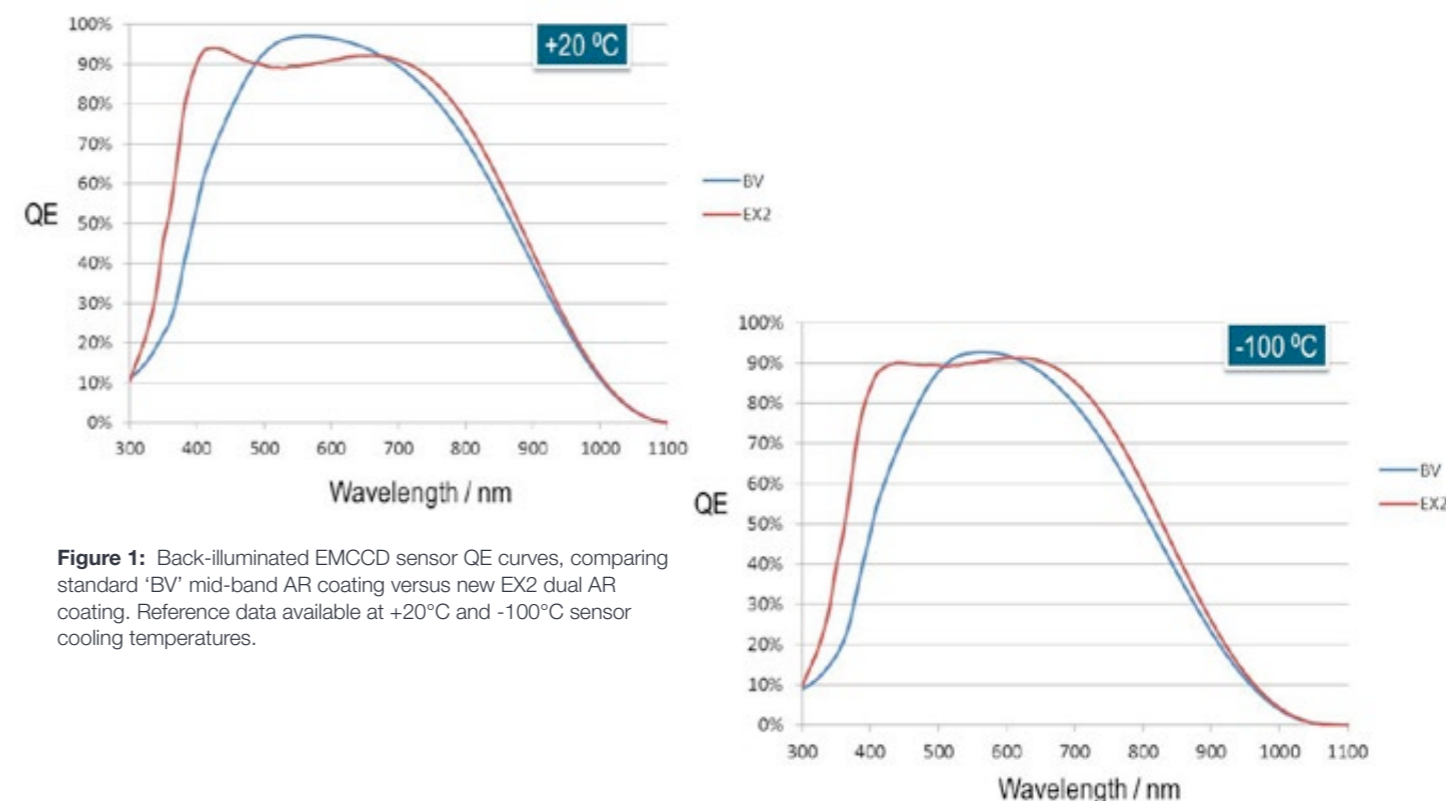 100%
90%
80%
70%
60%
50%
40%
30%
20%
10%
0%
QE
+20 ⁰C
300 400 500 600 700 800 900 1000 1100
Wavelength / nm
BV
EX2
Figure 1: Back-illuminated EMCCD sensor QE curves, comparing
standard ‘BV’ mid-band AR coating versus new EX2 dual AR
coating. Reference data available at +20°C and -100°C sensor
cooling temperatures.
100%
90%
80%
70%
60%
50%
40%
30%
20%
10%
0%
QE
-100 ⁰C
300 400 500 600 700 800 900 1000 1100
Wavelength / nm
BV
EX2